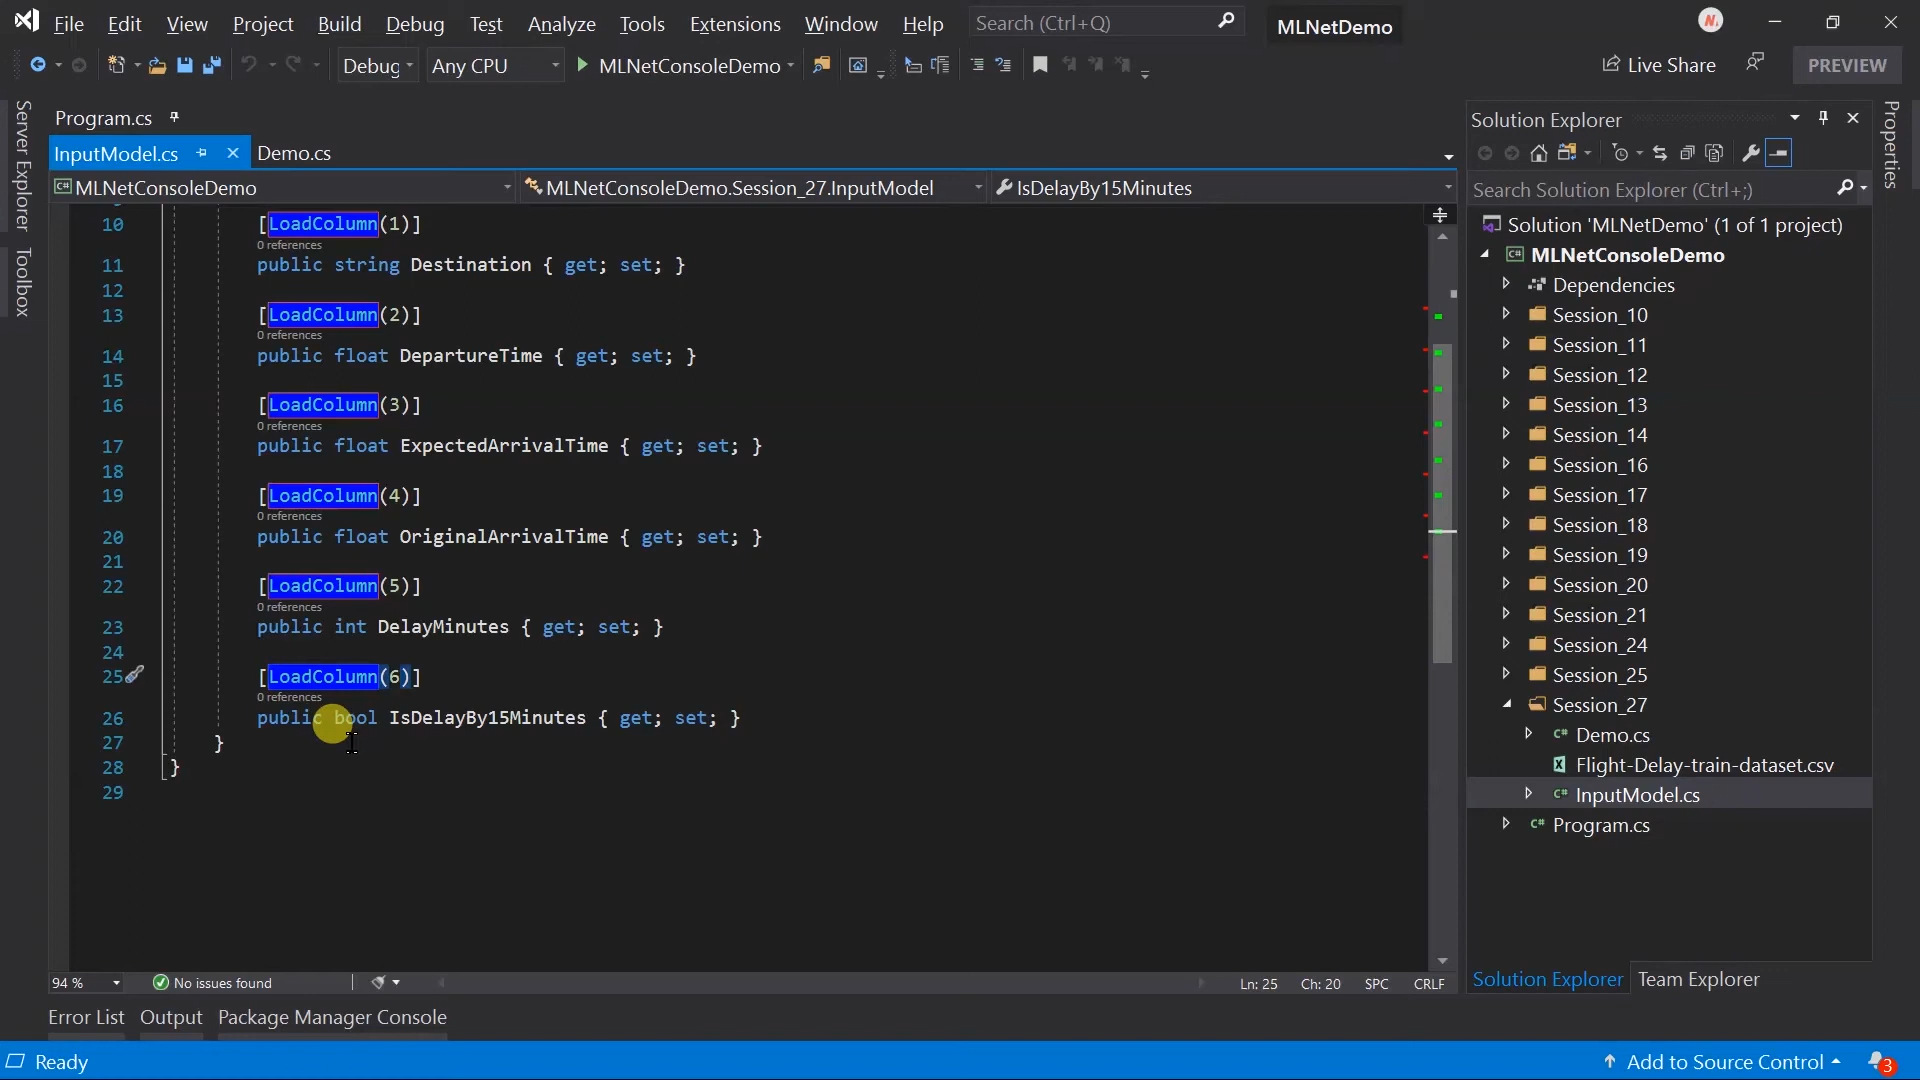 File Edit View Project Build Debug Test Analyze Tools Extensions Window Help Search (Ctrl+Q) MLNetDemo
Debug Any CPU MLNetConsoleDemo Live Share PREVIEW
Server Explorer
Toolbox
Program.cs
InputModel.cs Demo.cs
MLNetConsoleDemo MLNetConsoleDemo.Session_27.InputModel IsDelayBy15Minutes
10 [LoadColumn(1)]
0 references
11 public string Destination { get; set; }
12
13 [LoadColumn(2)]
0 references
14 public float DepartureTime { get; set; }
15
16 [LoadColumn(3)]
0 references
17 public float ExpectedArrivalTime { get; set; }
18
19 [LoadColumn(4)]
0 references
20 public float OriginalArrivalTime { get; set; }
21
22 [LoadColumn(5)]
0 references
23 public int DelayMinutes { get; set; }
24
25 [LoadColumn(6)]
0 references
26 public bool IsDelayBy15Minutes { get; set; }
27 }
28 }
29
94 % No issues found Ln: 25 Ch: 20 SPC CRLF
Solution Explorer
Search Solution Explorer (Ctrl+;)
Solution 'MLNetDemo' (1 of 1 project)
MLNetConsoleDemo
Dependencies
Session_10
Session_11
Session_12
Session_13
Session_14
Session_16
Session_17
Session_18
Session_19
Session_20
Session_21
Session_24
Session_25
Session_27
Demo.cs
Flight-Delay-train-dataset.csv
InputModel.cs
Program.cs
Solution Explorer Team Explorer
Properties
Error List Output Package Manager Console
Ready Add to Source Control 3